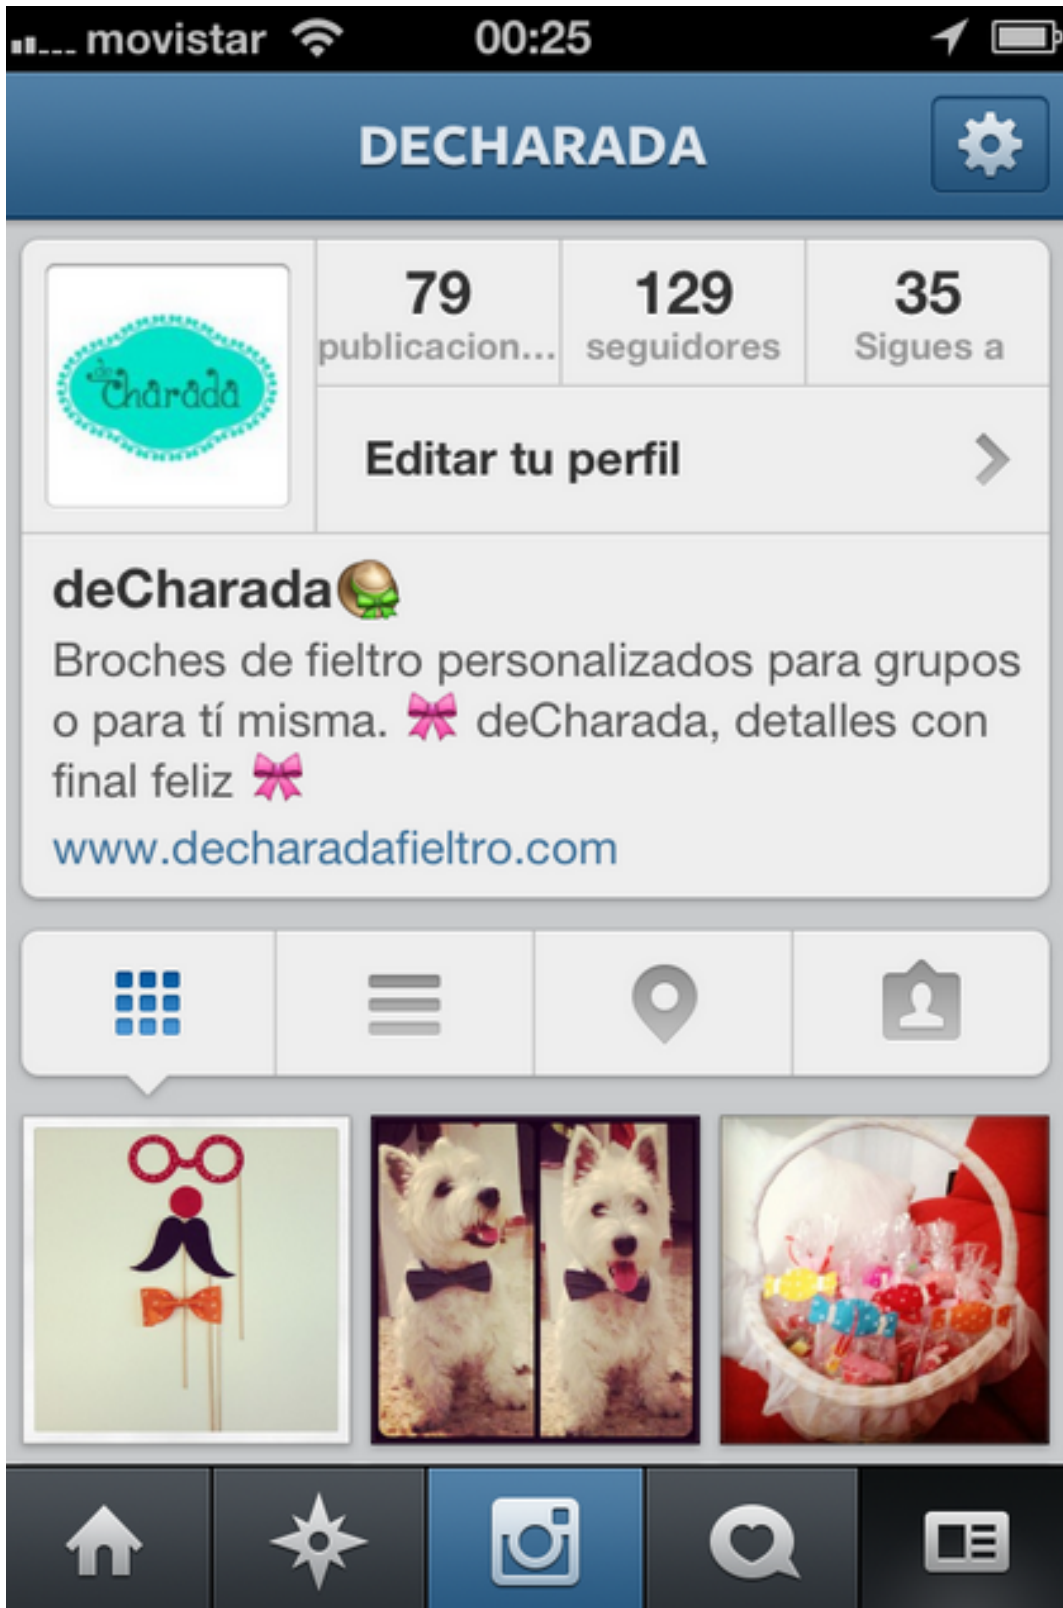 movistar 00:25
DECHARADA
de
Charada
79 129 35
publicacion... seguidores Sigues a
Editar tu perfil
deCharada
Broches de fieltro personalizados para grupos
o para tí misma. 🎀 deCharada, detalles con
final feliz 🎀
www.decharadafieltro.com